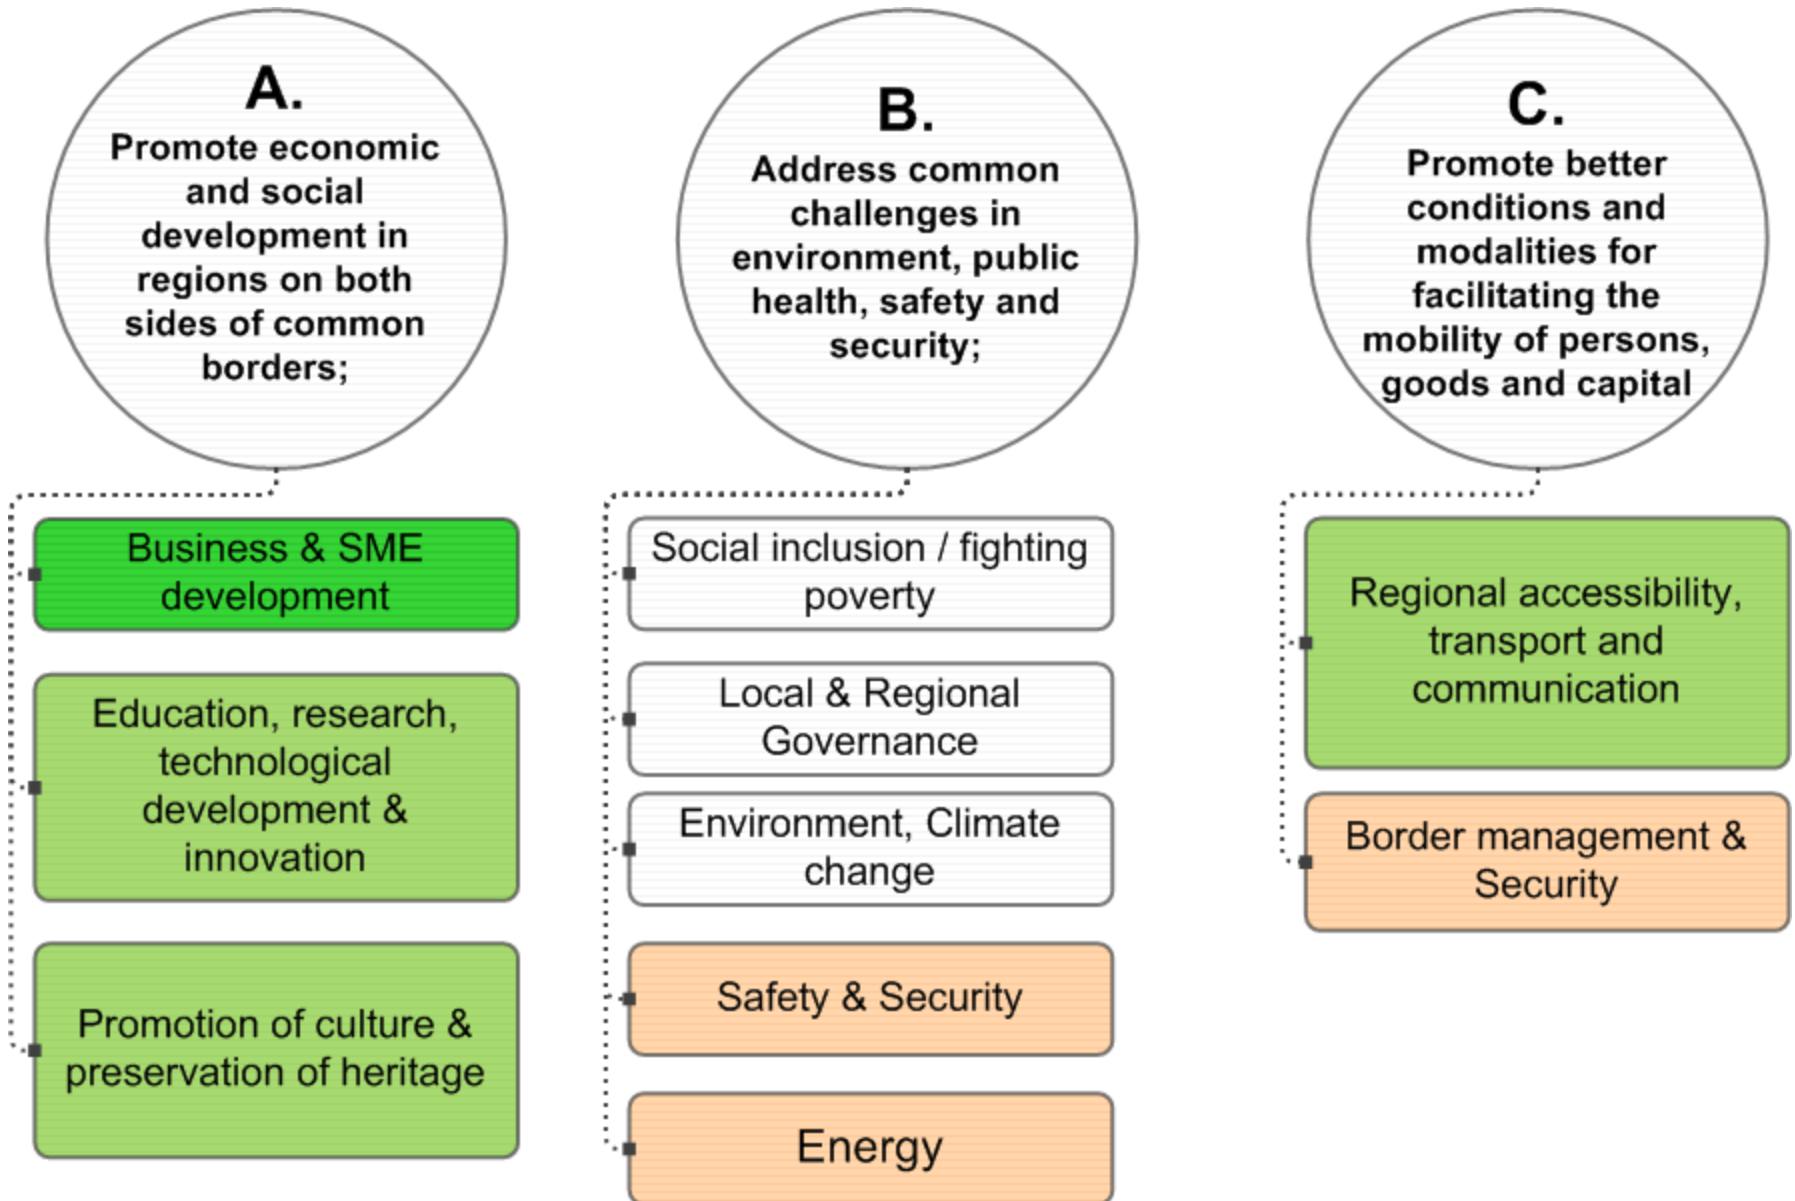 A.
Promote economic
and social
development in
regions on both
sides of common
borders;
Business & SME
development
Education, research,
technological
development &
innovation
Promotion of culture &
preservation of heritage
B.
Address common
challenges in
environment, public
health, safety and
security;
Social inclusion / fighting
poverty
Local & Regional
Governance
Environment, Climate
change
Safety & Security
Energy
C.
Promote better
conditions and
modalities for
facilitating the
mobility of persons,
goods and capital
Regional accessibility,
transport and
communication
Border management &
Security